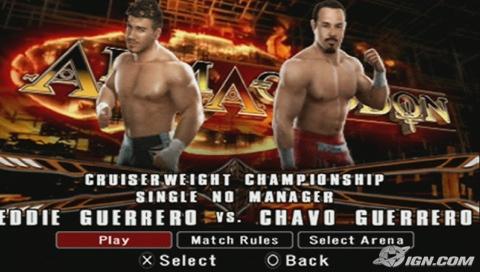 ARMAGEDDON
CRUISERWEIGHT CHAMPIONSHIP
SINGLE NO MANAGER
EDDIE GUERRERO vs. CHAVO GUERRERO
Play Match Rules Select Arena
Select Back
IGN.com